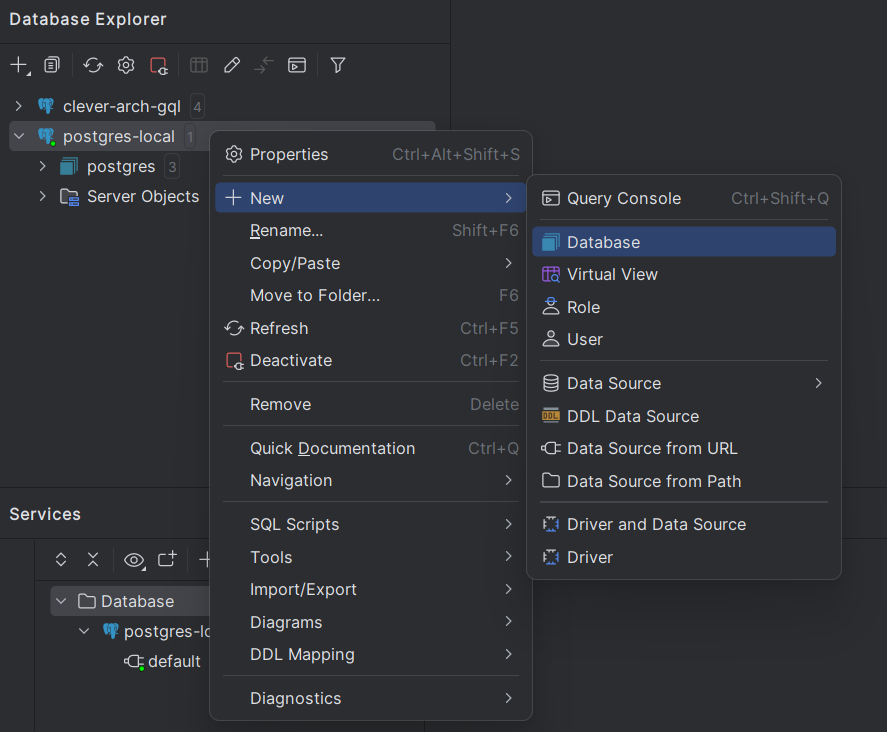 Database Explorer
clever-arch-gql 4
postgres-local 1
postgres 3
Server Objects
Properties Ctrl+Alt+Shift+S
New
Rename... Shift+F6
Copy/Paste
Move to Folder... F6
Refresh Ctrl+F5
Deactivate Ctrl+F2
Remove Delete
Quick Documentation Ctrl+Q
Navigation
SQL Scripts
Tools
Import/Export
Diagrams
DDL Mapping
Diagnostics
Query Console Ctrl+Shift+Q
Database
Virtual View
Role
User
Data Source
DDL DDL Data Source
Data Source from URL
Data Source from Path
Driver and Data Source
Driver
Services
Database
postgres-lo
default